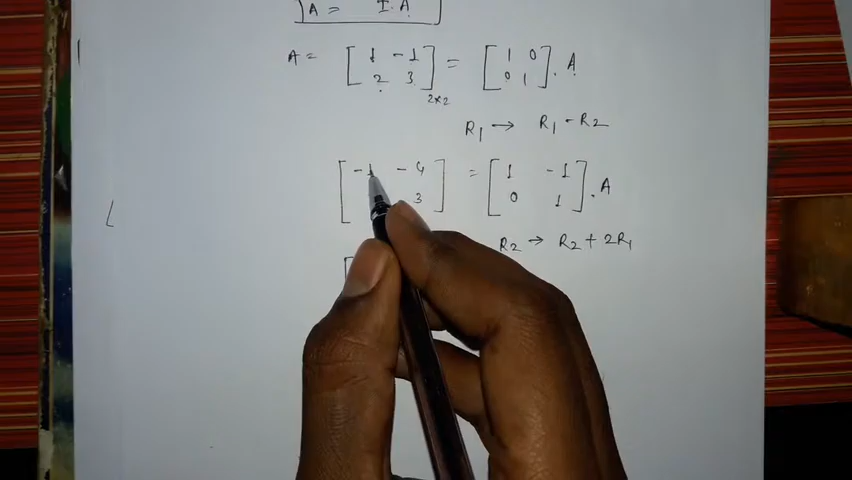 A = I.A
A = [ 1 -1 ] = [ 1 0 ] . A
[ 2 3 ] 2×2 [ 0 1 ]
R1 → R1 - R2
[ -1 -4 ] = [ 1 -1 ] . A
3 ] [ 0 1 ]
R2 → R2 + 2R1
[